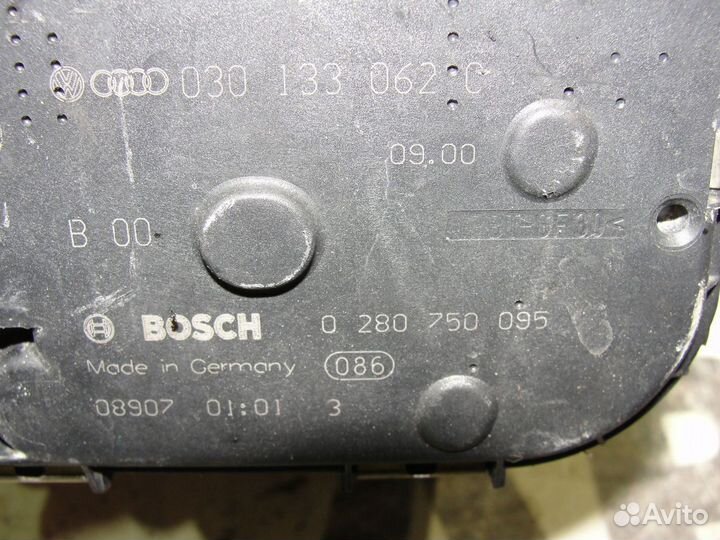 030 133 062 C
09.00
B 00
BOSCH 0 280 750 095
Made in Germany 086
08907 01:01 3
Avito